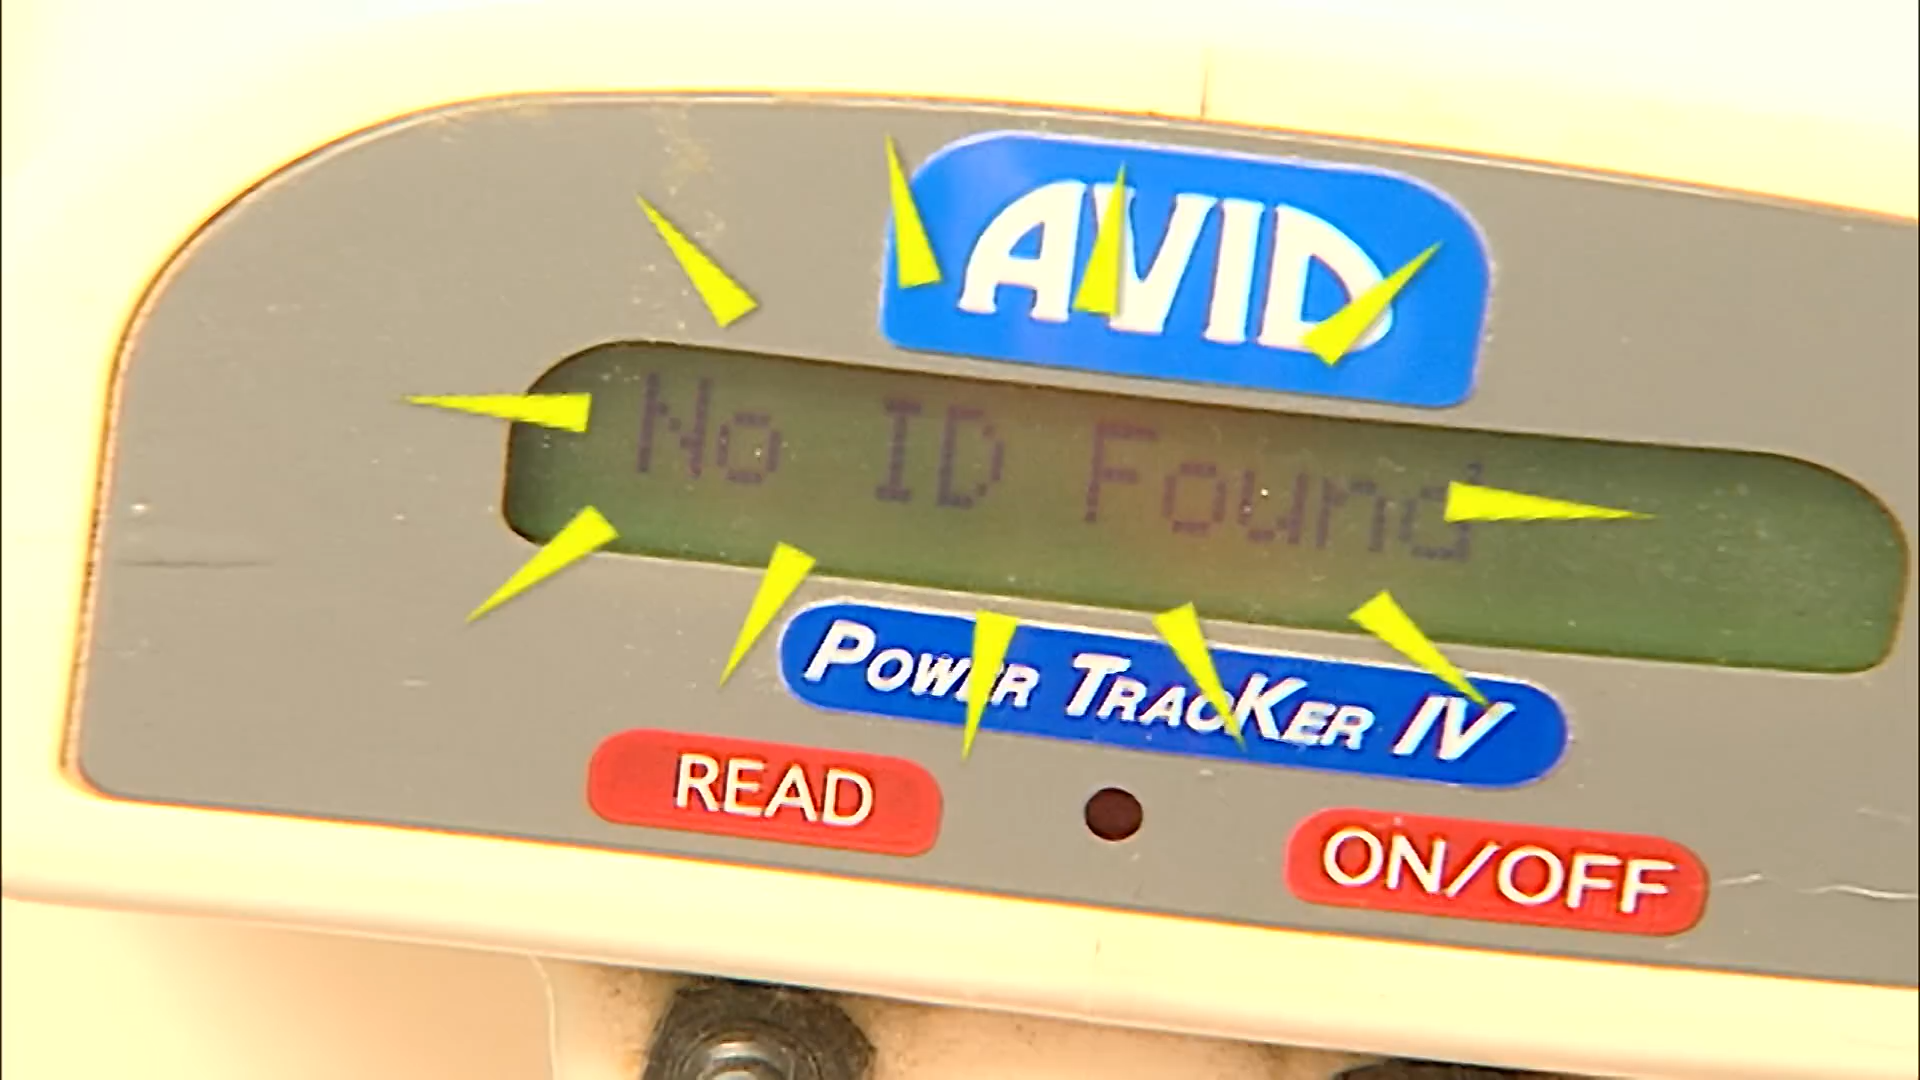 AVID
No ID Found
POWER TRACKER IV
READ
ON/OFF